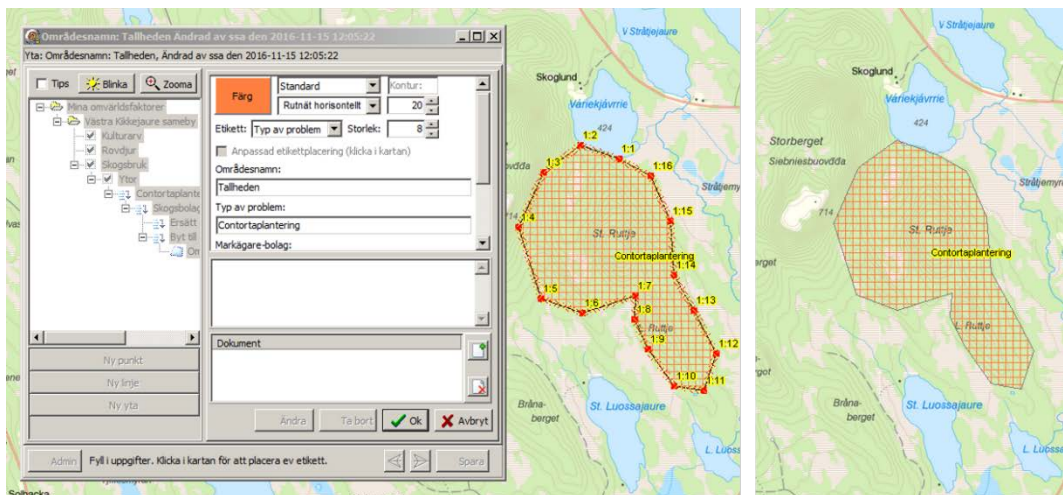 Områdesnamn: Tallheden Ändrad av ssa den 2016-11-15 12:05:22
Yta: Områdesnamn: Tallheden, Ändrad av ssa den 2016-11-15 12:05:22
Tips
Blinka
Zooma
Mina omvärldsfaktorer
Västra Kikkejaure sameby
Kulturarv
Rovdjur
Skogsbruk
Ytor
Contortaplante
Skogsbolag
Ersätt
Byt till
Om
Ny punkt
Ny linje
Ny yta
Färg
Standard
Kontur:
Rutnät horisontellt
20
Etikett:
Typ av problem
Storlek:
8
Anpassad etikettplacering (klicka i kartan)
Områdesnamn:
Tallheden
Typ av problem:
Contortaplantering
Markägare-bolag:
Dokument
Ändra
Ta bort
Ok
Avbryt
Admin
Fyll i uppgifter. Klicka i kartan för att placera ev etikett.
Spara
Solbacka
V Stråtjejaure
Skoglund
Váriekjávrrie
424
1:2
1:1
1:3
1:16
1:4
1:15
714
St. Ruttje
Contortaplantering
1:14
1:5
1:7
1:6
1:13
1:8
L. Ruttje
1:9
1:12
1:10
1:11
Bråna-
berget
St. Luossajaure
L. Luoss
V Stråtjejaure
Skoglund
Váriekjávrrie
424
Storberget
Siebniesbuovdda
714
St. Ruttje
Contortaplantering
L. Ruttje
Bråna-
berget
St. Luossajaure
L. Luoss